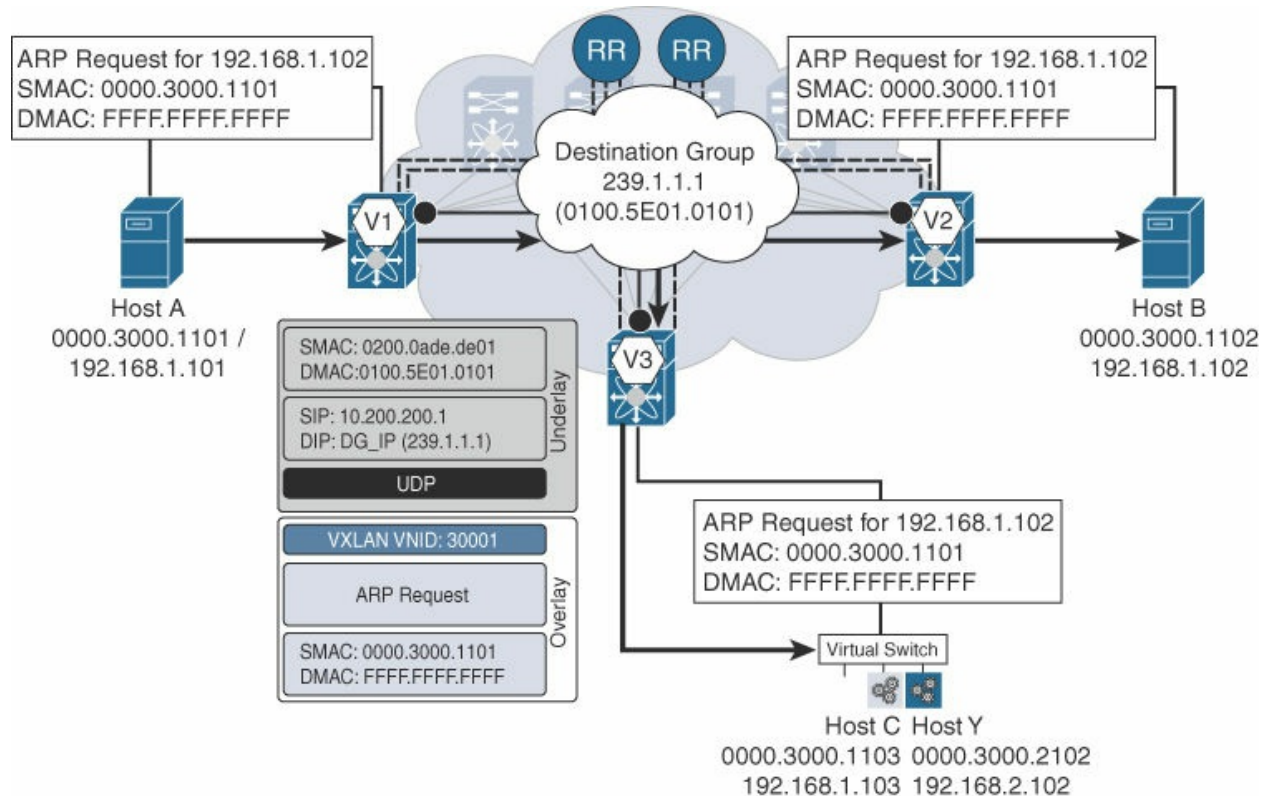 RR
RR
ARP Request for 192.168.1.102
SMAC: 0000.3000.1101
DMAC: FFFF.FFFF.FFFF
ARP Request for 192.168.1.102
SMAC: 0000.3000.1101
DMAC: FFFF.FFFF.FFFF
Destination Group
239.1.1.1
(0100.5E01.0101)
V1
V2
Host A
0000.3000.1101 /
192.168.1.101
Host B
0000.3000.1102
192.168.1.102
V3
SMAC: 0200.0ade.de01
DMAC:0100.5E01.0101
SIP: 10.200.200.1
DIP: DG_IP (239.1.1.1)
UDP
Underlay
VXLAN VNID: 30001
ARP Request
SMAC: 0000.3000.1101
DMAC: FFFF.FFFF.FFFF
Overlay
ARP Request for 192.168.1.102
SMAC: 0000.3000.1101
DMAC: FFFF.FFFF.FFFF
Virtual Switch
Host C
0000.3000.1103
192.168.1.103
Host Y
0000.3000.2102
192.168.2.102